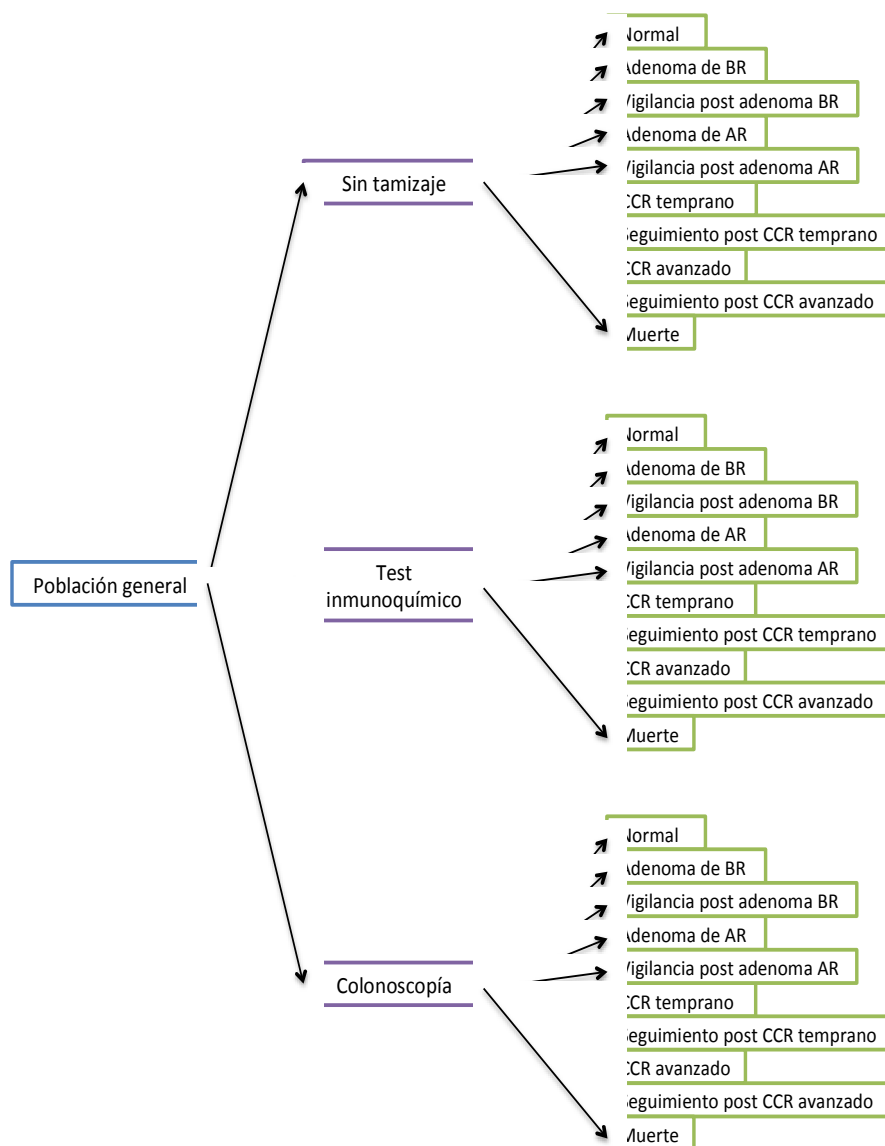 Normal
Adenoma de BR
Vigilancia post adenoma BR
Adenoma de AR
Vigilancia post adenoma AR
CCR temprano
Seguimiento post CCR temprano
CCR avanzado
Seguimiento post CCR avanzado
Muerte
Sin tamizaje
Normal
Adenoma de BR
Vigilancia post adenoma BR
Adenoma de AR
Vigilancia post adenoma AR
CCR temprano
Seguimiento post CCR temprano
CCR avanzado
Seguimiento post CCR avanzado
Muerte
Test
inmunoquímico
Población general
Normal
Adenoma de BR
Vigilancia post adenoma BR
Adenoma de AR
Vigilancia post adenoma AR
CCR temprano
Seguimiento post CCR temprano
CCR avanzado
Seguimiento post CCR avanzado
Muerte
Colonoscopía